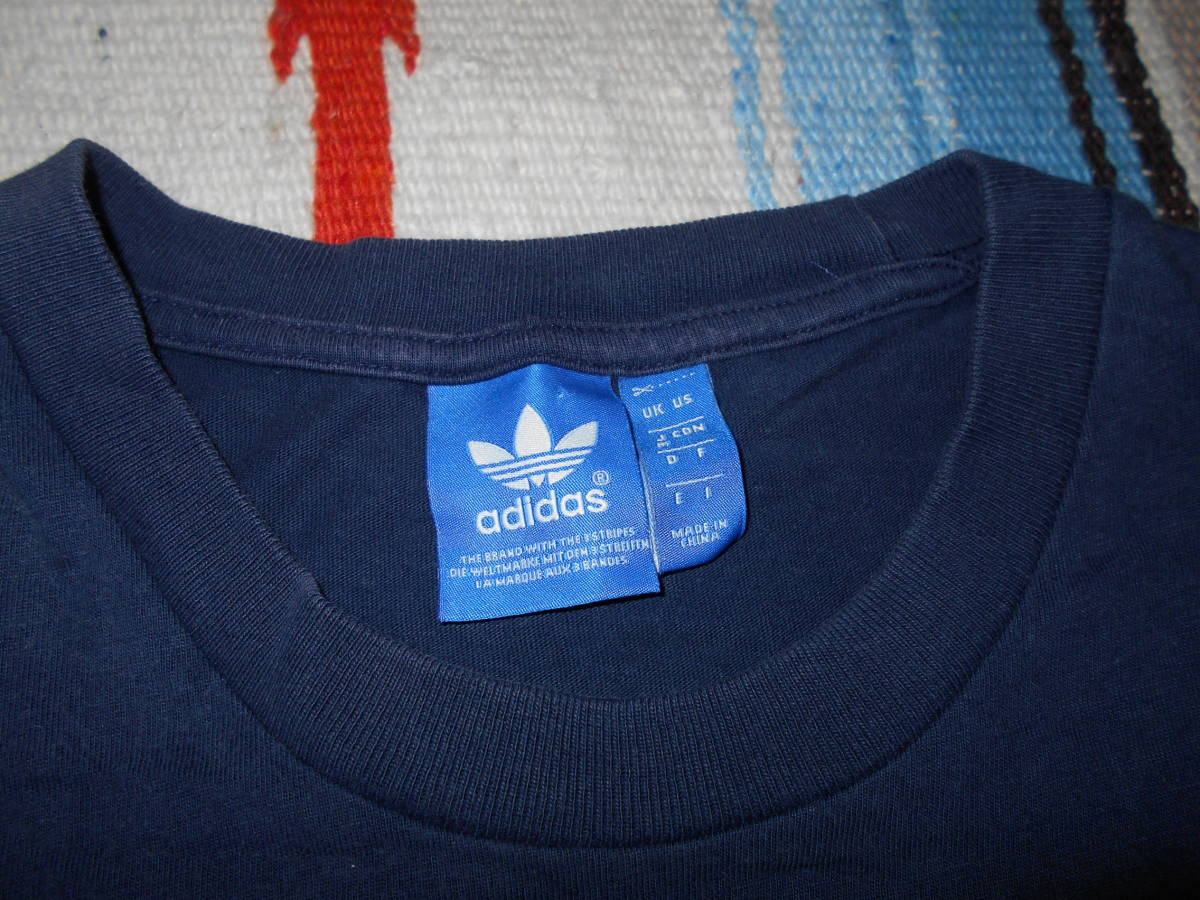 adidas®
THE BRAND WITH THE 3 STRIPES
DIE WELTMARKE MIT DEN 3 STREIFEN
LA MARQUE AUX 3 BANDES
UK US
CDN
D F
E I
MADE IN
CHINA